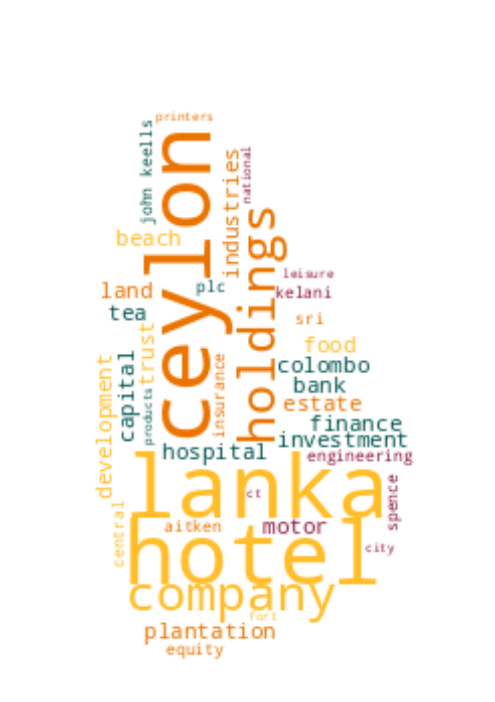 printers
john keells
ceylon
industries
national
beach
holdings
leisure
land
plc
kelani
tea
sri
trust
food
development
capital
insurance
colombo
products
bank
estate
finance
investment
hospital
engineering
lanka
ct
spence
central
aitken
motor
hotel
city
company
fort
plantation
equity